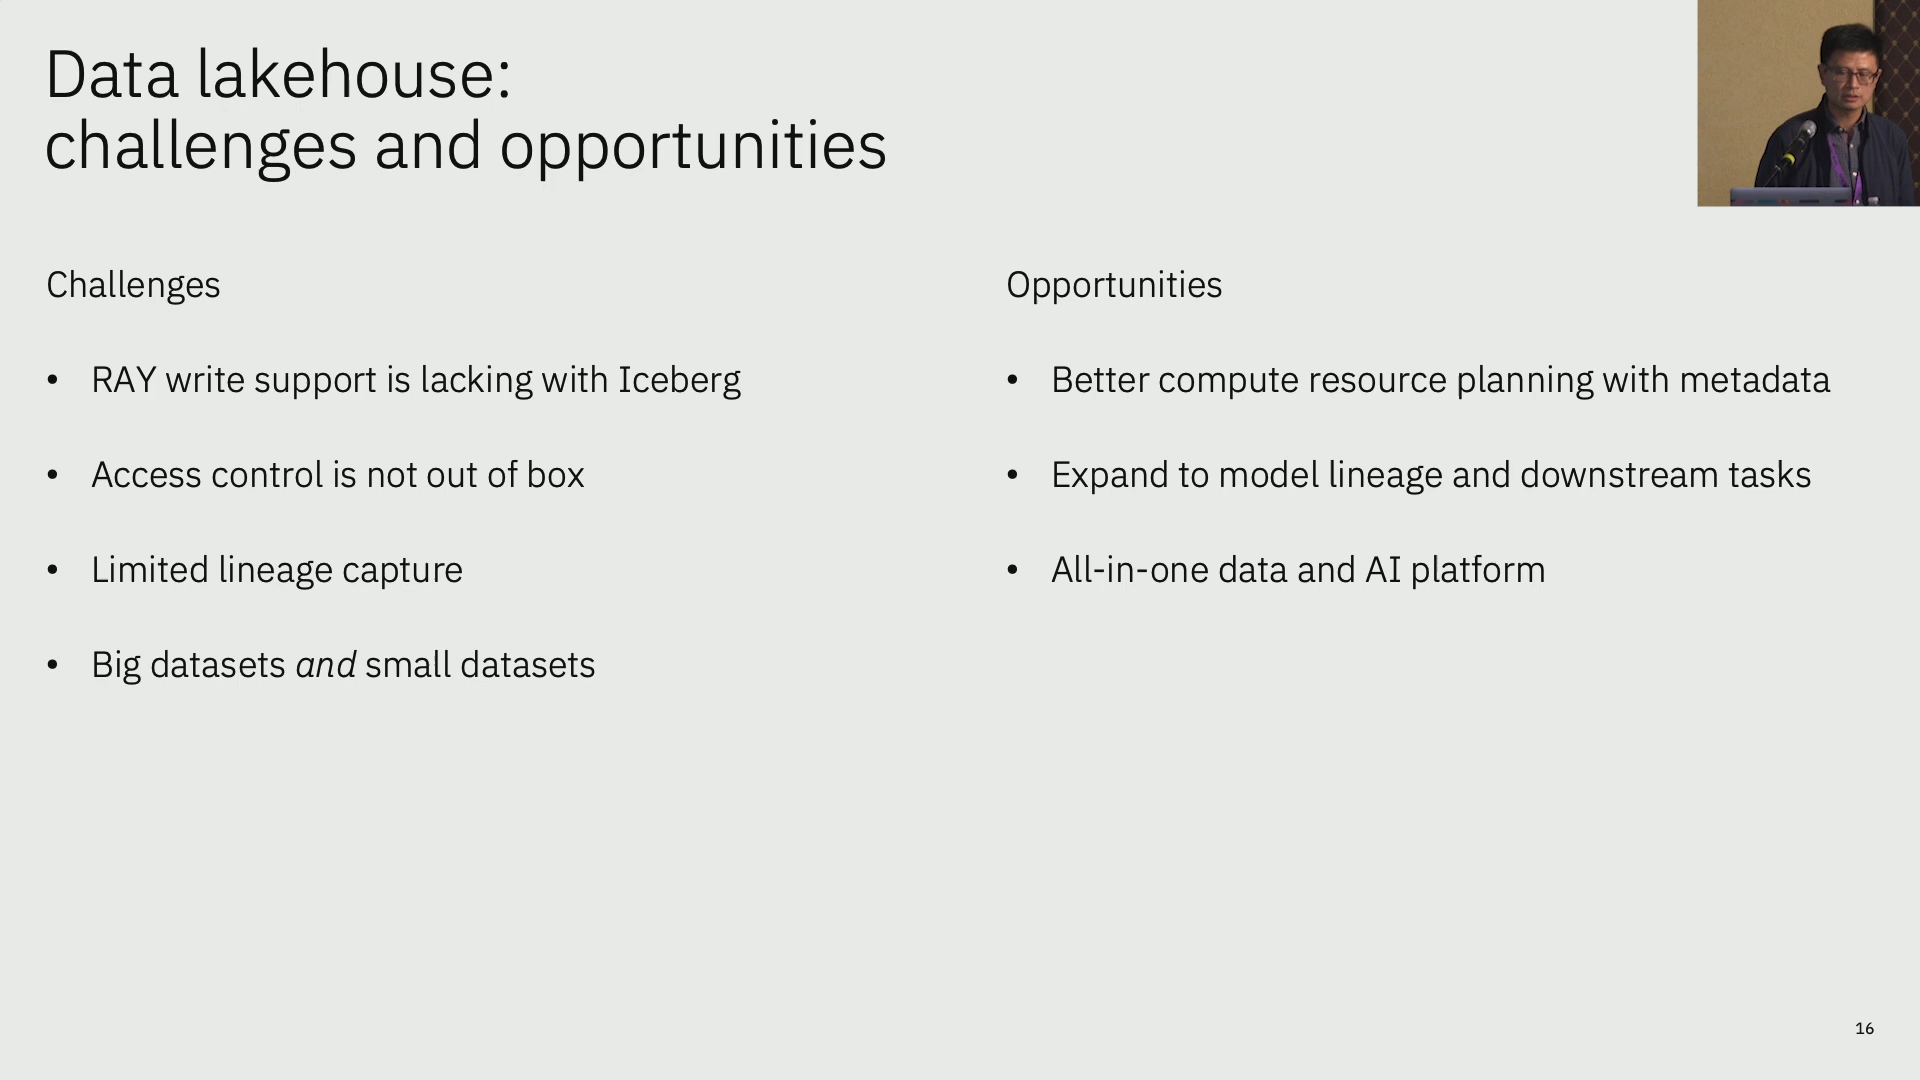 Data lakehouse:
challenges and opportunities
Challenges
• RAY write support is lacking with Iceberg
• Access control is not out of box
• Limited lineage capture
• Big datasets and small datasets
Opportunities
• Better compute resource planning with metadata
• Expand to model lineage and downstream tasks
• All-in-one data and AI platform
16